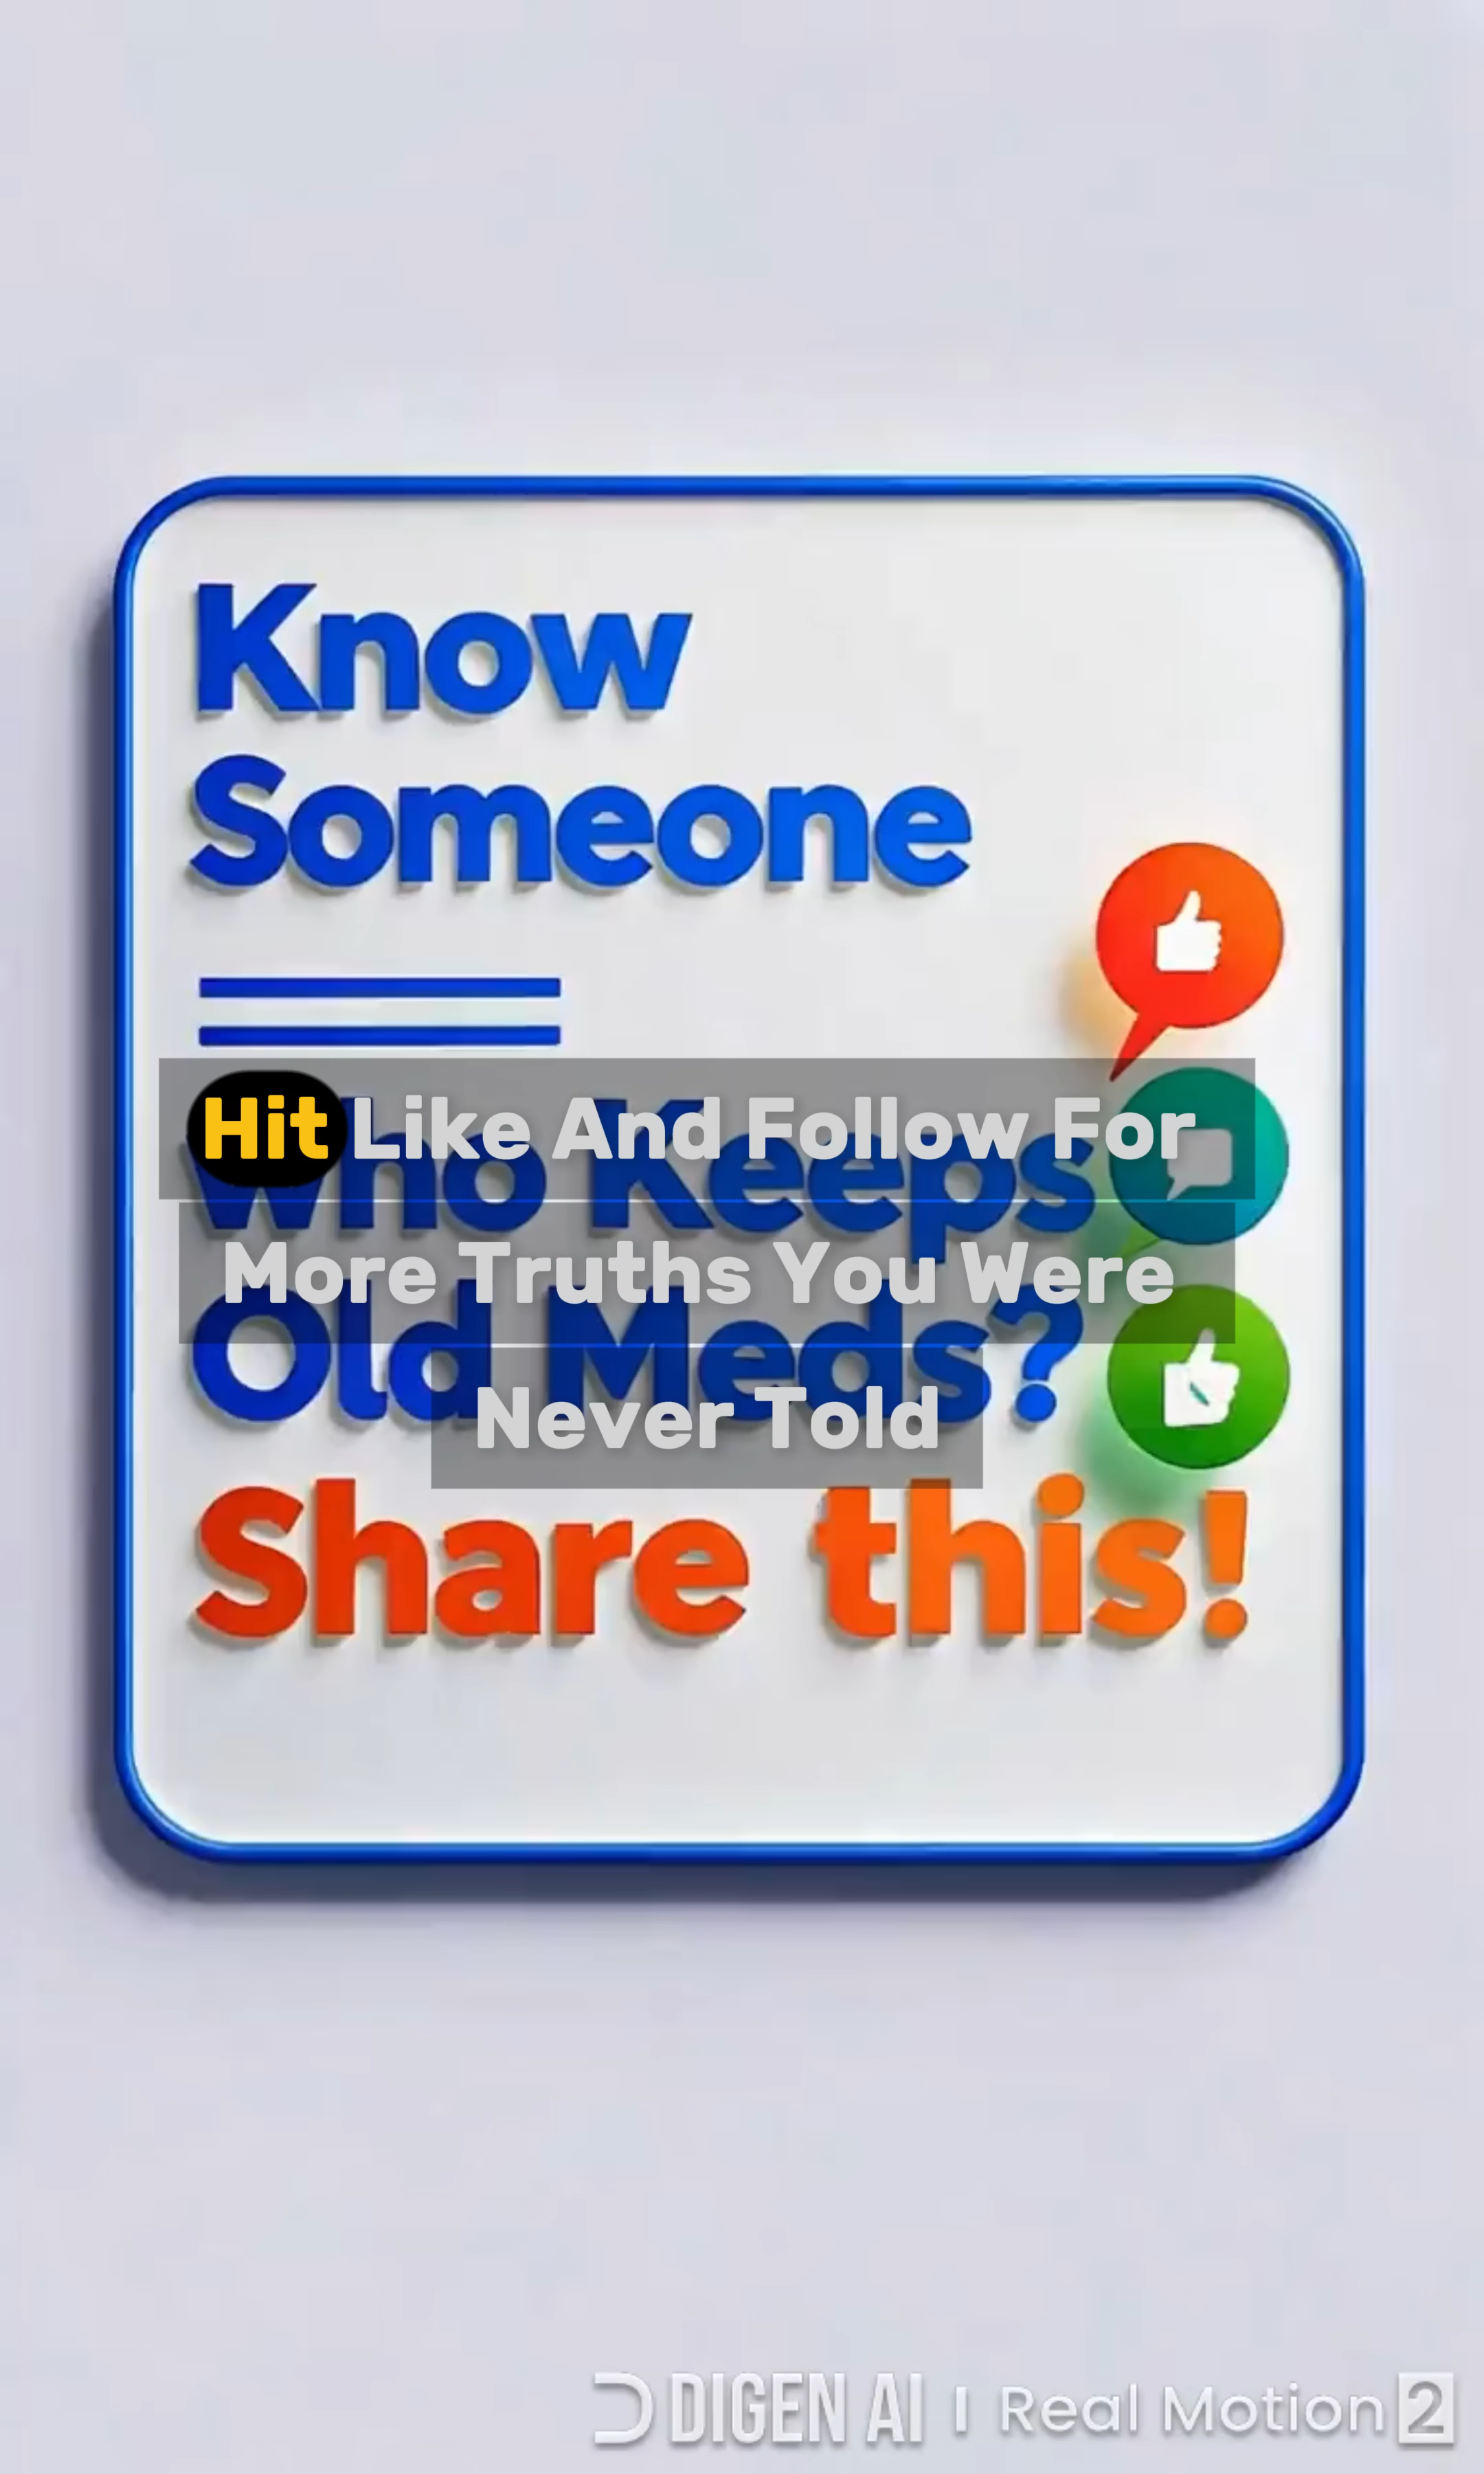 Know
Someone
Who Keeps
Old Meds?
Share this!
Hit Like And Follow For
More Truths You Were
Never Told
DIGEN AI | Real Motion 2